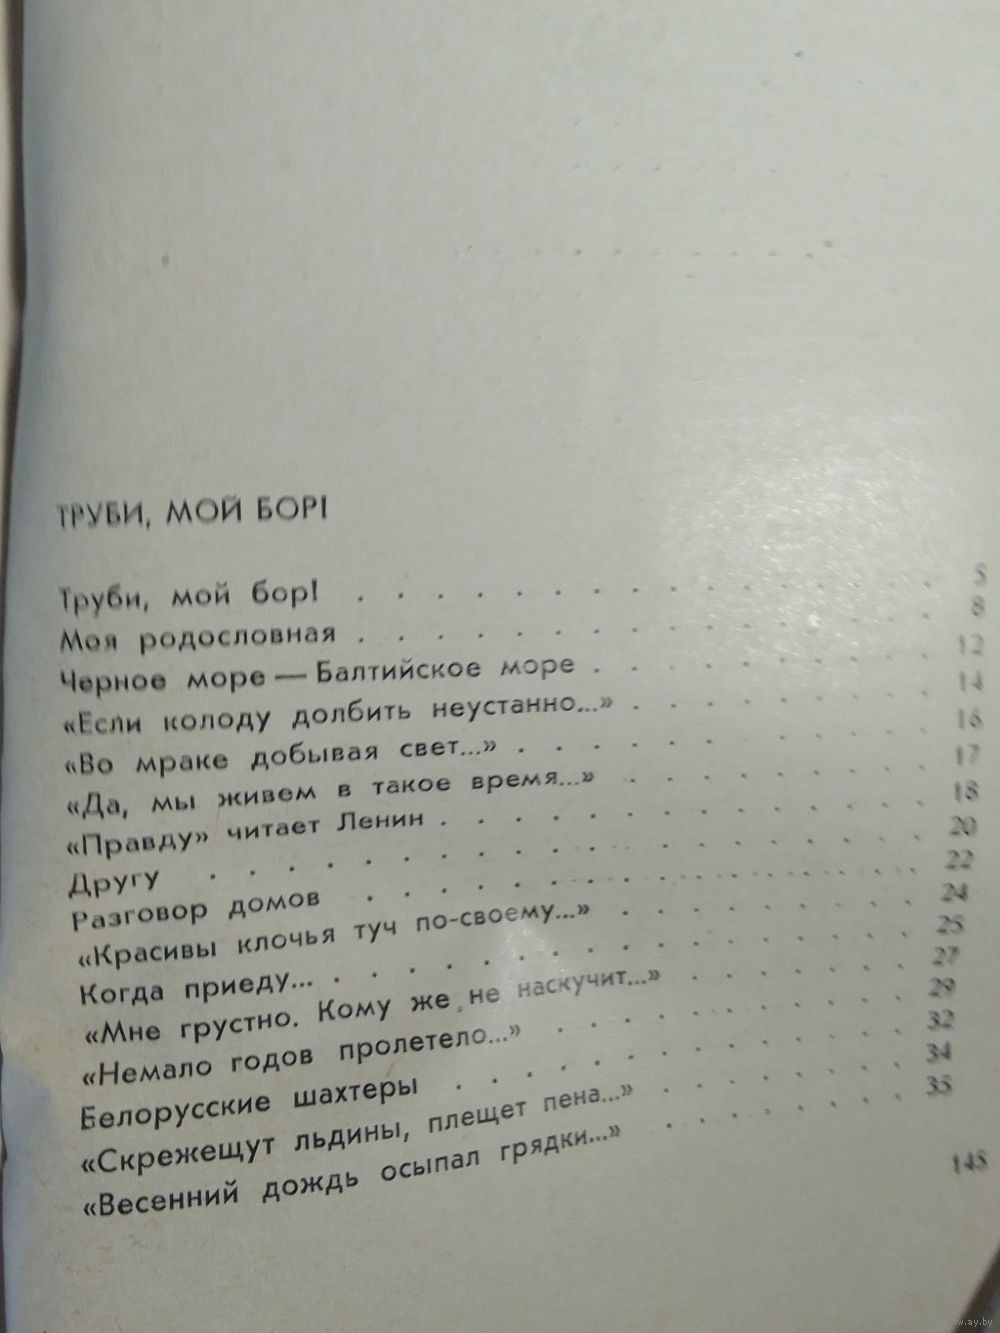 ТРУБИ, МОЙ БОР!
Труби, мой бор! . . . . . . . . . . . . . . . 5
Моя родословная . . . . . . . . . . . . . . . 8
Черное море — Балтийское море . . . . . . . . . 12
«Если колоду долбить неустанно...» . . . . . . . . 14
«Во мраке добывая свет...» . . . . . . . . . . . 16
«Да, мы живем в такое время...» . . . . . . . . . 17
«Правду» читает Ленин . . . . . . . . . . . . . 18
Другу . . . . . . . . . . . . . . . . . . . 20
Разговор домов . . . . . . . . . . . . . . . 22
«Красивы клочья туч по-своему...» . . . . . . . . 24
Когда приеду... . . . . . . . . . . . . . . . 25
«Мне грустно. Кому же не наскучит...» . . . . . . 27
«Немало годов пролетело...» . . . . . . . . . . 29
Белорусские шахтеры . . . . . . . . . . . . . 32
«Скрежещут льдины, плещет пена...» . . . . . . . 34
«Весенний дождь осыпал грядки...» . . . . . . . 35
145
www.ay.by